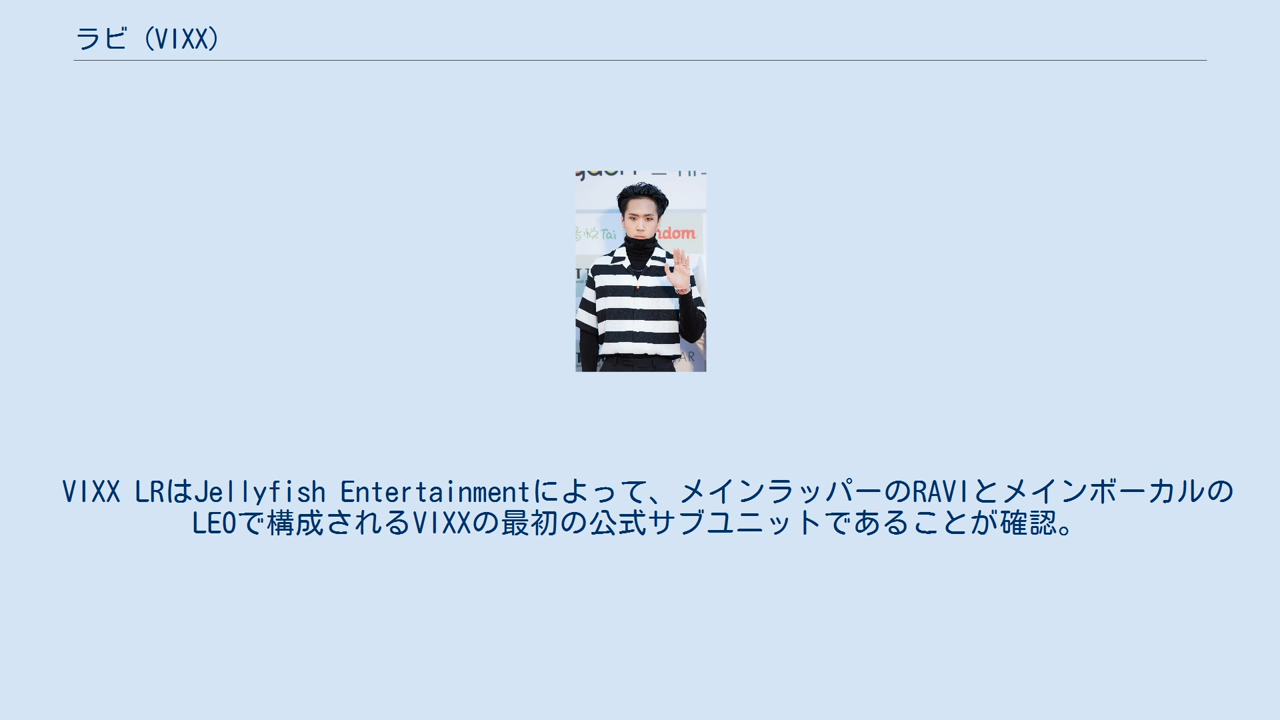 ラビ（VIXX）
Tai
ndom
VIXX LRはJellyfish Entertainmentによって、メインラッパーのRAVIとメインボーカルの
LEOで構成されるVIXXの最初の公式サブユニットであることが確認。